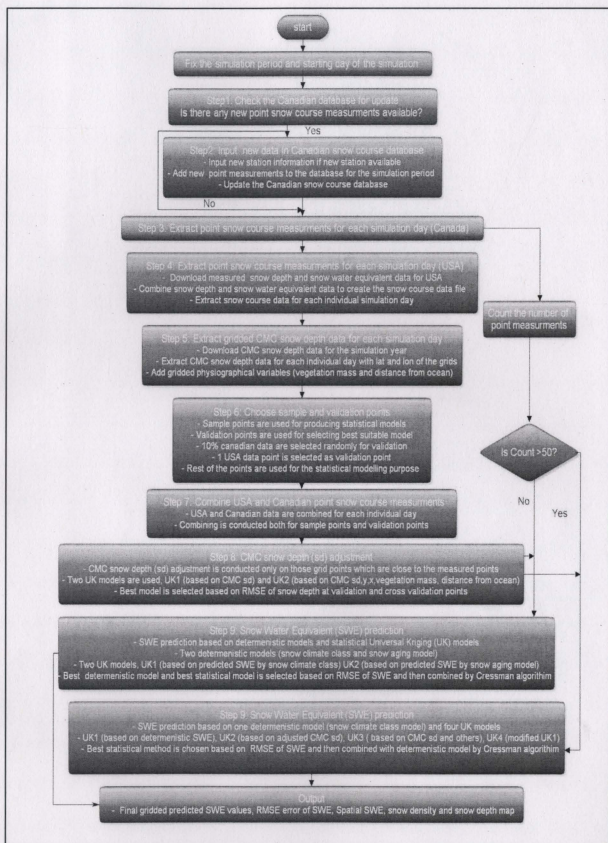 start
Fix the simulation period and starting day of the simulation
Step1: Check the Canadian database for update
Is there any new point snow course measurments available?
Yes
Step2: Input new data in Canadian snow course database
- Input new station information if new station available
- Add new point measurements to the database for the simulation period
- Update the Canadian snow course database
No
Step 3: Extract point snow course measurments for each simulation day (Canada)
Step 4: Extract point snow course measurments for each simulation day (USA)
- Download measured snow depth and snow water equivalent data for USA
- Combine snow depth and snow water equivalent data to create the snow course data file
- Extract snow course data for each individual simulation day
Count the number of
point measurments
Step 5: Extract gridded CMC snow depth data for each simulation day
- Download CMC snow depth data for the simulation year
- Extract CMC snow depth data for each individual day with lat and lon of the grids
- Add gridded physiographical variables (vegetation mass and distance from ocean)
Step 6: Choose sample and validation points
- Sample points are used for producing statistical models
- Validation points are used for selecting best suitable model
- 10% canadian data are selected randomly for validation
- 1 USA data point is selected as validation point
- Rest of the points are used for the statistical modelling purpose
is Count >50?
No
Yes
Step 7: Combine USA and Canadian point snow course measurments
- USA and Canadian data are combined for each individual day
- Combining is conducted both for sample points and validation points
Step 8: CMC snow depth (sd) adjustment
- CMC snow depth (sd) adjustment is conducted only on those grid points which are close to the measured points
- Two UK models are used, UK1 (based on CMC sd) and UK2 (based on CMC sd,y,x,vegetation mass, distance from ocean)
- Best model is selected based on RMSE of snow depth at validation and cross validation points
Step 9: Snow Water Equivalent (SWE) prediction
- SWE prediction based on determenistic models and statistical Universal Kriging (UK) models
- Two determenistic models (snow climate class and snow aging model)
- Two UK models, UK1 (based on predicted SWE by snow climate class) UK2 (based on predicted SWE by snow aging model)
- Best determenistic model and best statistical model is selected based on RMSE of SWE and then combined by Cressman algorithm
Step 9: Snow Water Equivalent (SWE) prediction
- SWE prediction based on one determenistic model (snow climate class model) and four UK models
- UK1 (based on determenistic SWE), UK2 (based on adjusted CMC sd), UK3 ( based on CMC sd and others), UK4 (modified UK1)
- Best statistical method is chosen based on RMSE of SWE and then combined with determenistic model by Cressman algorithim
Output
- Final gridded predicted SWE values, RMSE error of SWE, Spatial SWE, snow density and snow depth map